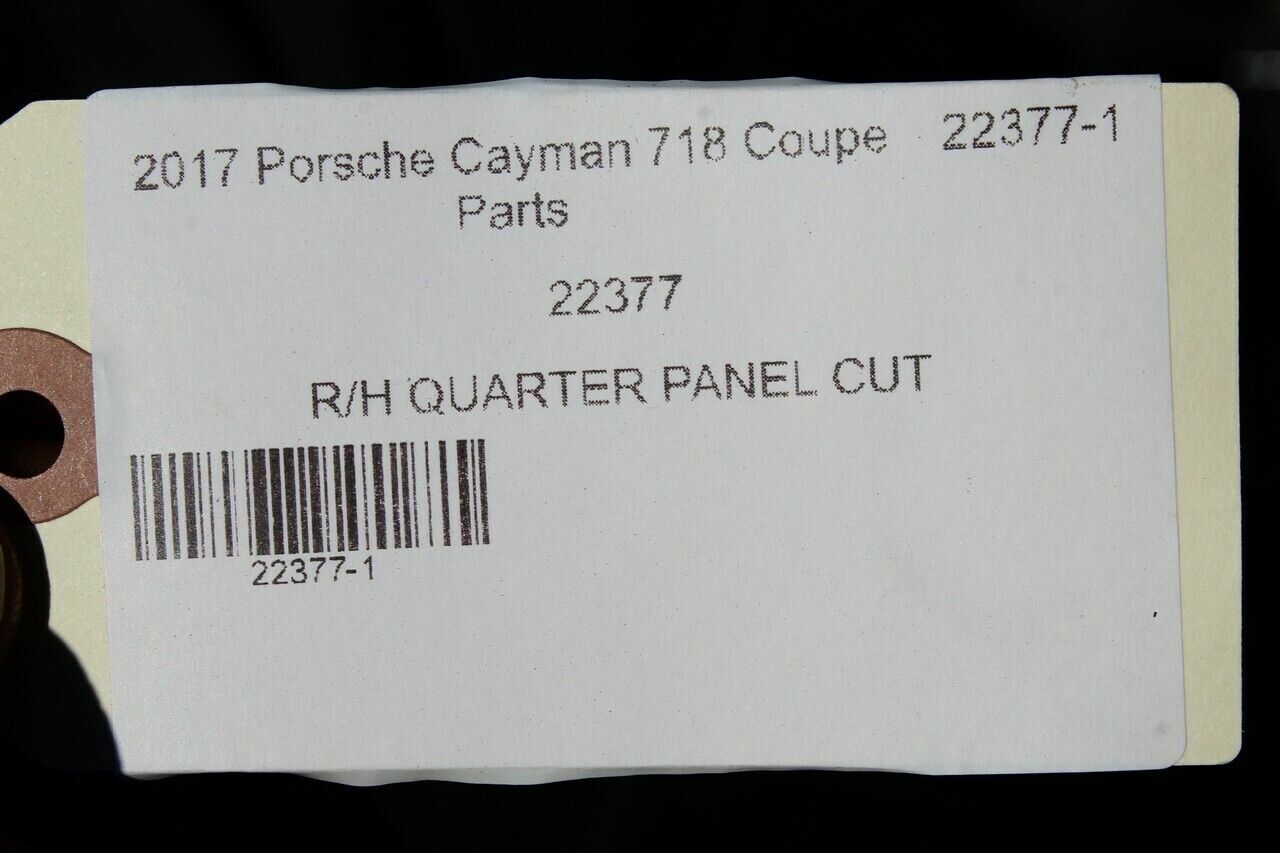 2017 Porsche Cayman 718 Coupe 22377-1
Parts
22377
R/H QUARTER PANEL CUT
22377-1